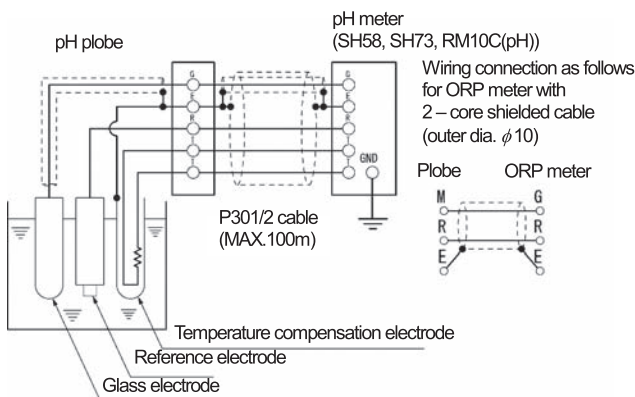 pH plobe
pH meter
(SH58, SH73, RM10C(pH))
G
E
R
T
T
G
E
R
T
T
GND
P301/2 cable
(MAX.100m)
Wiring connection as follows
for ORP meter with
2 – core shielded cable
(outer dia. ϕ10)
Plobe
ORP meter
M
G
R
R
E
E
Temperature compensation electrode
Reference electrode
Glass electrode